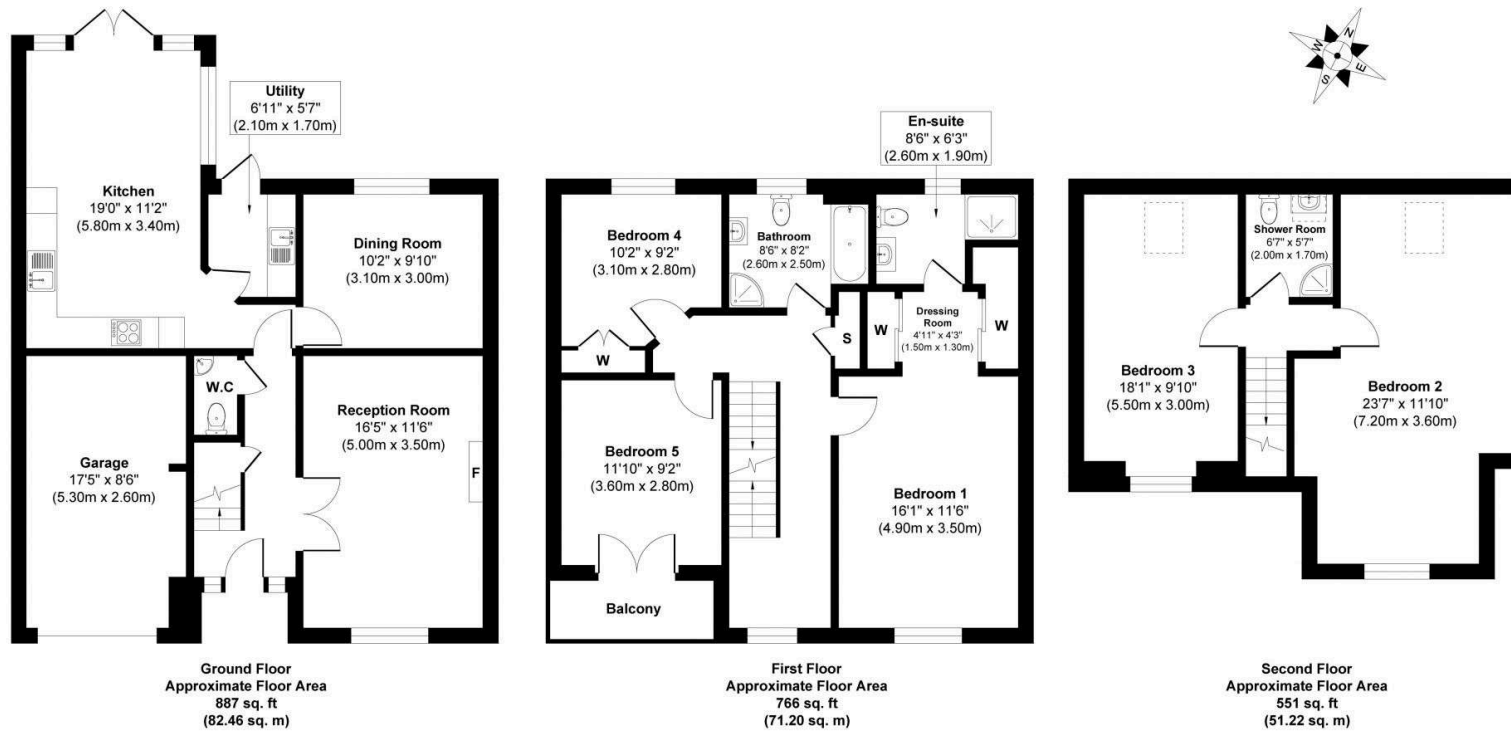 Utility
6'11" x 5'7"
(2.10m x 1.70m)
Kitchen
19'0" x 11'2"
(5.80m x 3.40m)
Dining Room
10'2" x 9'10"
(3.10m x 3.00m)
W.C
Reception Room
16'5" x 11'6"
(5.00m x 3.50m)
F
Garage
17'5" x 8'6"
(5.30m x 2.60m)
Ground Floor
Approximate Floor Area
887 sq. ft
(82.46 sq. m)
En-suite
8'6" x 6'3"
(2.60m x 1.90m)
Bedroom 4
10'2" x 9'2"
(3.10m x 2.80m)
Bathroom
8'6" x 8'2"
(2.60m x 2.50m)
W
S
W
Dressing
Room
4'11" x 4'3"
(1.50m x 1.30m)
W
Bedroom 5
11'10" x 9'2"
(3.60m x 2.80m)
Bedroom 1
16'1" x 11'6"
(4.90m x 3.50m)
Balcony
First Floor
Approximate Floor Area
766 sq. ft
(71.20 sq. m)
N
W
E
S
Shower Room
6'7" x 5'7"
(2.00m x 1.70m)
Bedroom 3
18'1" x 9'10"
(5.50m x 3.00m)
Bedroom 2
23'7" x 11'10"
(7.20m x 3.60m)
Second Floor
Approximate Floor Area
551 sq. ft
(51.22 sq. m)